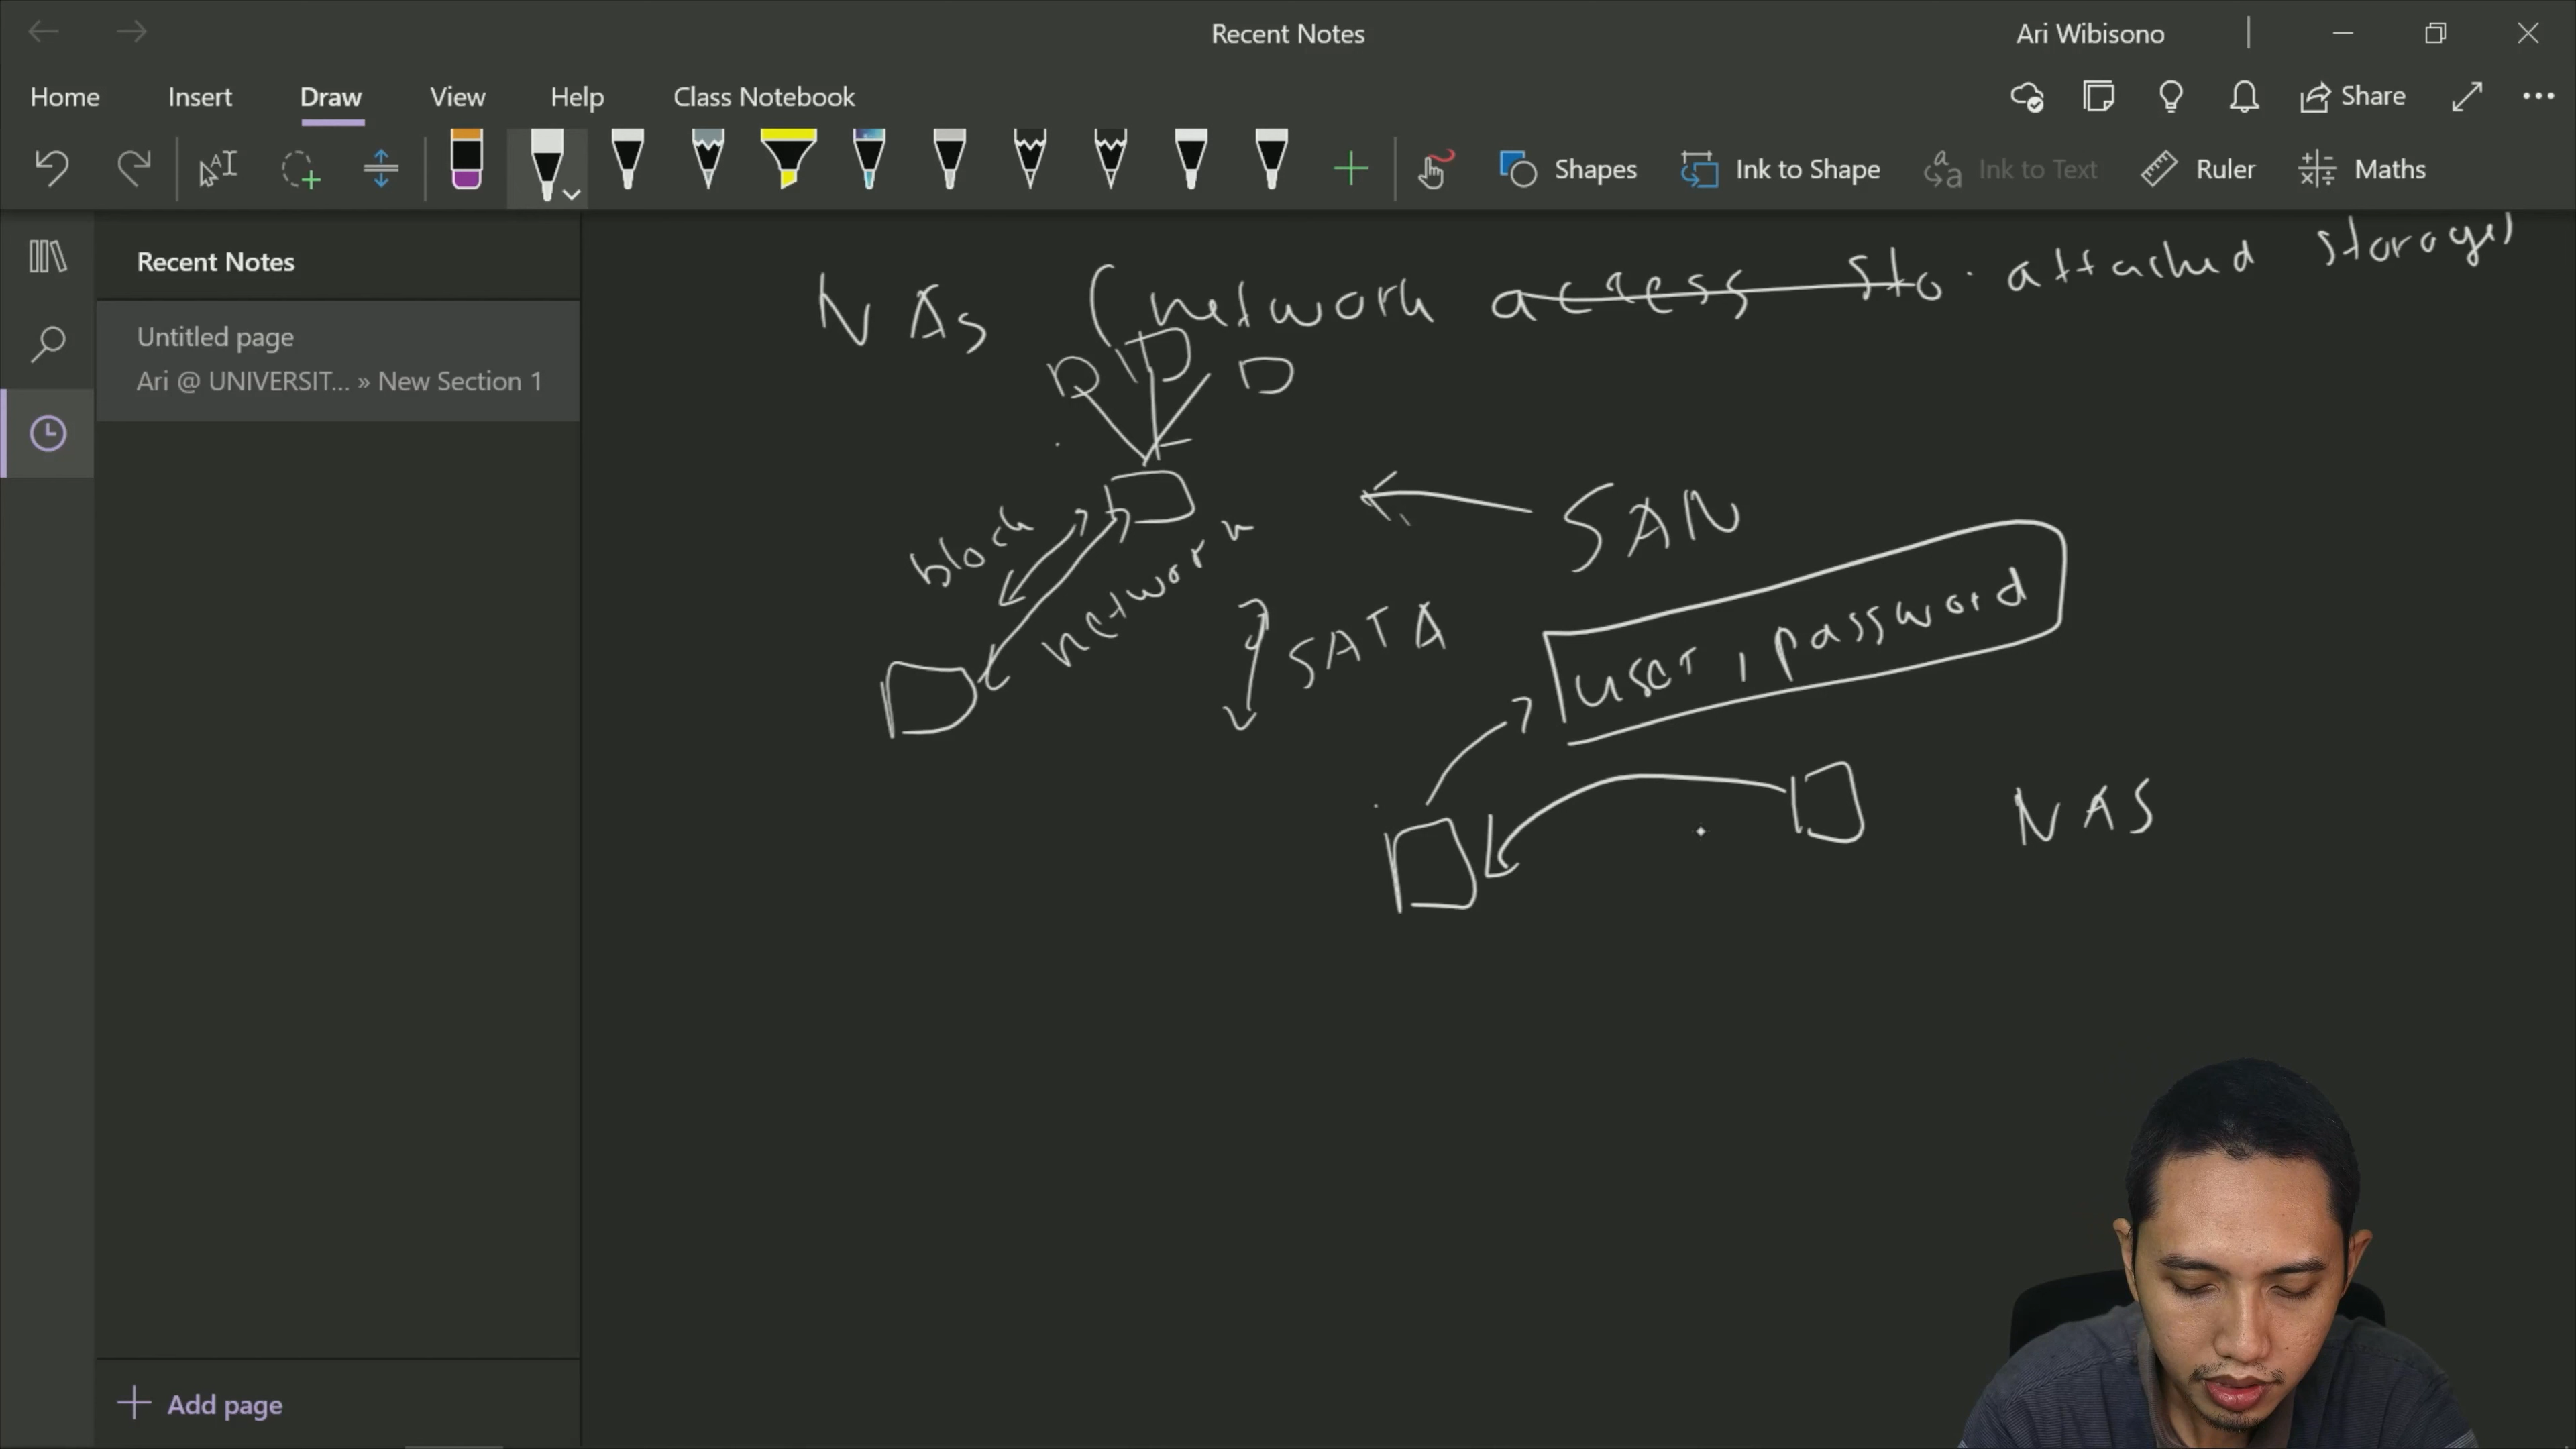 Recent Notes
Ari Wibisono
Home Insert Draw View Help Class Notebook
Share
Shapes Ink to Shape Ink to Text Ruler Maths
Recent Notes
Untitled page
Ari @ UNIVERSIT... » New Section 1
Add page
NAS (network access sto. attached storage)
D D D
block
network
SAN
SATA
user, password
NAS